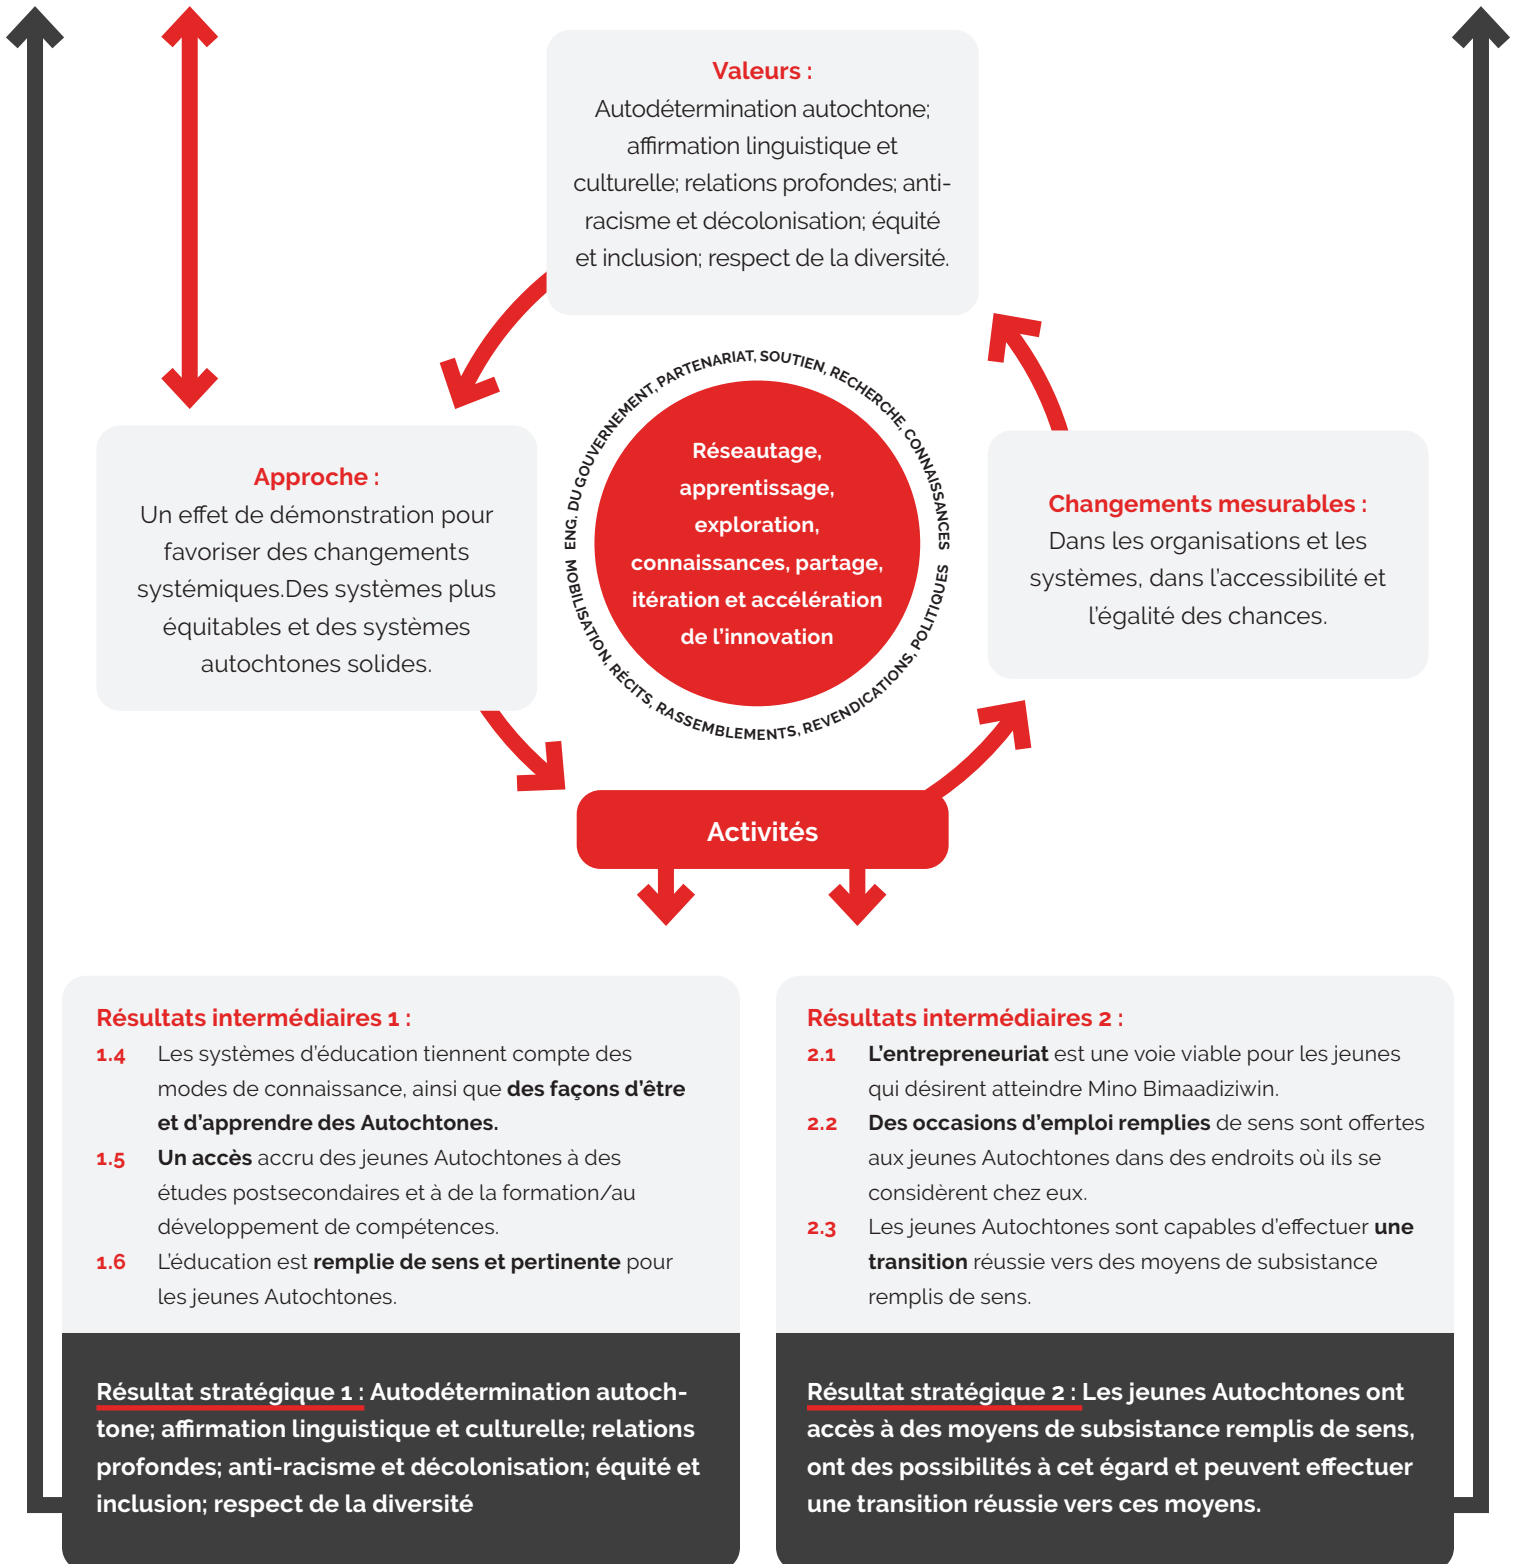 Valeurs :
Autodétermination autochtone;
affirmation linguistique et
culturelle; relations profondes; anti-
racisme et décolonisation; équité
et inclusion; respect de la diversité.
ENG. DU GOUVERNEMENT, PARTENARIAT, SOUTIEN, RECHERCHE, CONNAISSANCES
MOBILISATION, RÉCITS, RASSEMBLEMENTS, REVENDICATIONS, POLITIQUES
Réseautage,
apprentissage,
exploration,
connaissances, partage,
itération et accélération
de l'innovation
Approche :
Un effet de démonstration pour
favoriser des changements
systémiques.Des systèmes plus
équitables et des systèmes
autochtones solides.
Changements mesurables :
Dans les organisations et les
systèmes, dans l'accessibilité et
l'égalité des chances.
Activités
Résultats intermédiaires 1 :
1.4 Les systèmes d'éducation tiennent compte des
modes de connaissance, ainsi que des façons d'être
et d'apprendre des Autochtones.
1.5 Un accès accru des jeunes Autochtones à des
études postsecondaires et à de la formation/au
développement de compétences.
1.6 L'éducation est remplie de sens et pertinente pour
les jeunes Autochtones.
Résultat stratégique 1 : Autodétermination autoch-
tone; affirmation linguistique et culturelle; relations
profondes; anti-racisme et décolonisation; équité et
inclusion; respect de la diversité
Résultats intermédiaires 2 :
2.1 L'entrepreneuriat est une voie viable pour les jeunes
qui désirent atteindre Mino Bimaadiziwin.
2.2 Des occasions d'emploi remplies de sens sont offertes
aux jeunes Autochtones dans des endroits où ils se
considèrent chez eux.
2.3 Les jeunes Autochtones sont capables d'effectuer une
transition réussie vers des moyens de subsistance
remplis de sens.
Résultat stratégique 2 : Les jeunes Autochtones ont
accès à des moyens de subsistance remplis de sens,
ont des possibilités à cet égard et peuvent effectuer
une transition réussie vers ces moyens.